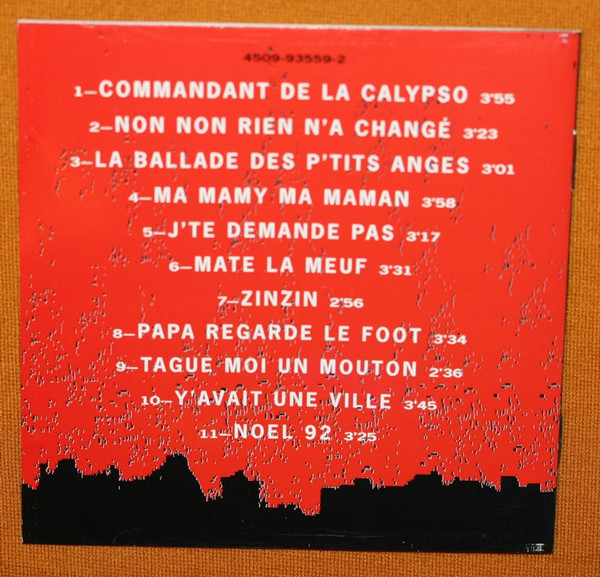 4509-93559-2
1–COMMANDANT DE LA CALYPSO 3'55
2–NON NON RIEN N'A CHANGÉ 3'23
3–LA BALLADE DES P'TITS ANGES 3'01
4–MA MAMY MA MAMAN 3'58
5–J'TE DEMANDE PAS 3'17
6–MATE LA MEUF 3'31
7–ZINZIN 2'56
8–PAPA REGARDE LE FOOT 3'34
9–TAGUE MOI UN MOUTON 2'36
10–Y'AVAIT UNE VILLE 3'45
11–NOEL 92 3'25